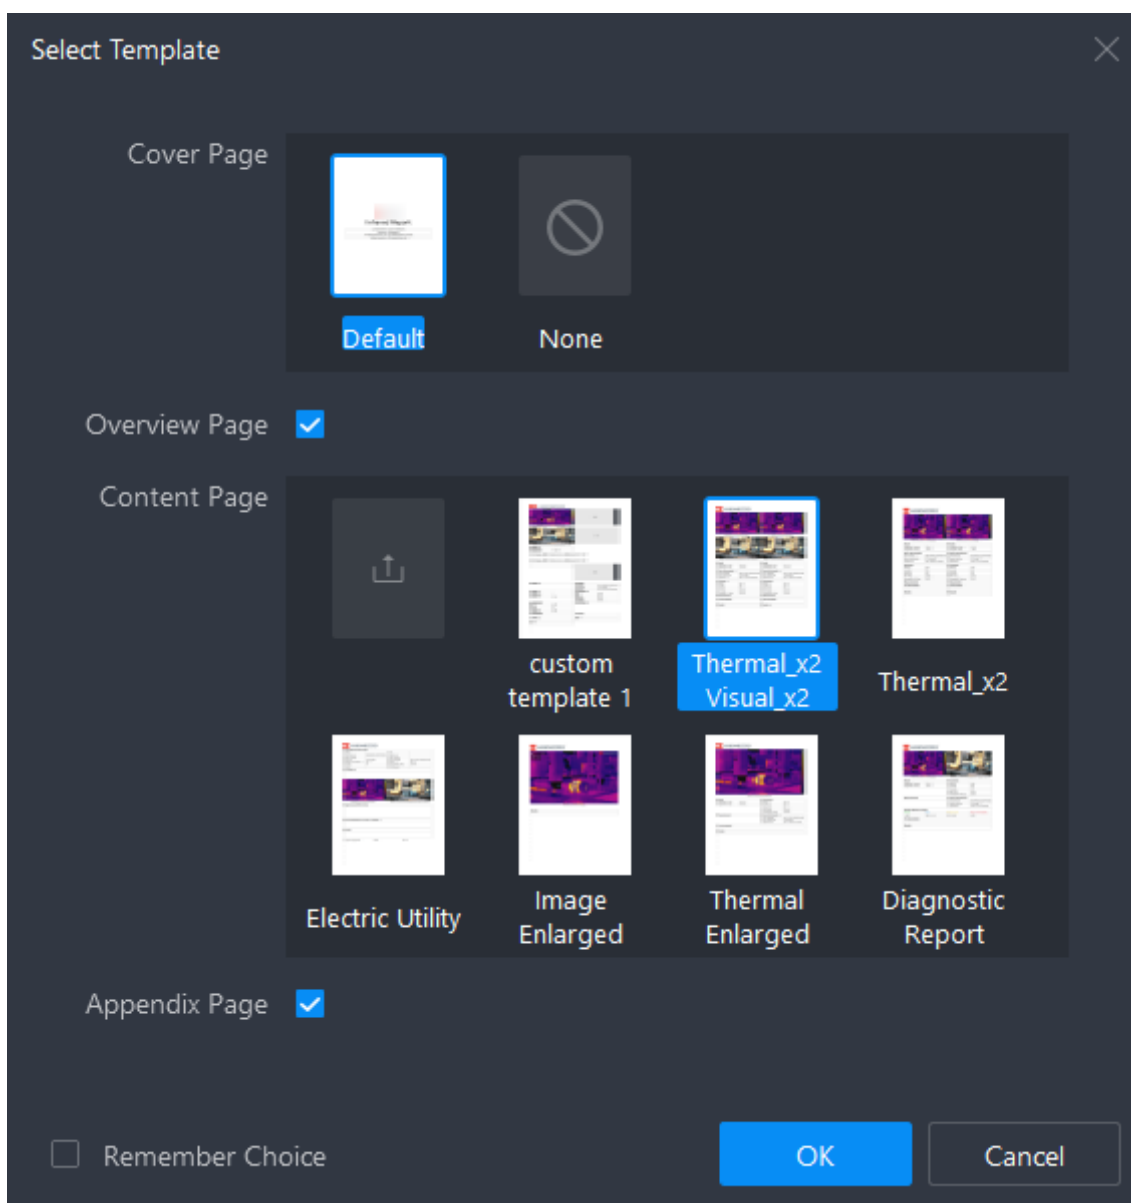 Select Template
Cover Page
Default
None
Overview Page
Content Page
custom
template 1
Thermal_x2
Visual_x2
Thermal_x2
Electric Utility
Image
Enlarged
Thermal
Enlarged
Diagnostic
Report
Appendix Page
Remember Choice
OK
Cancel